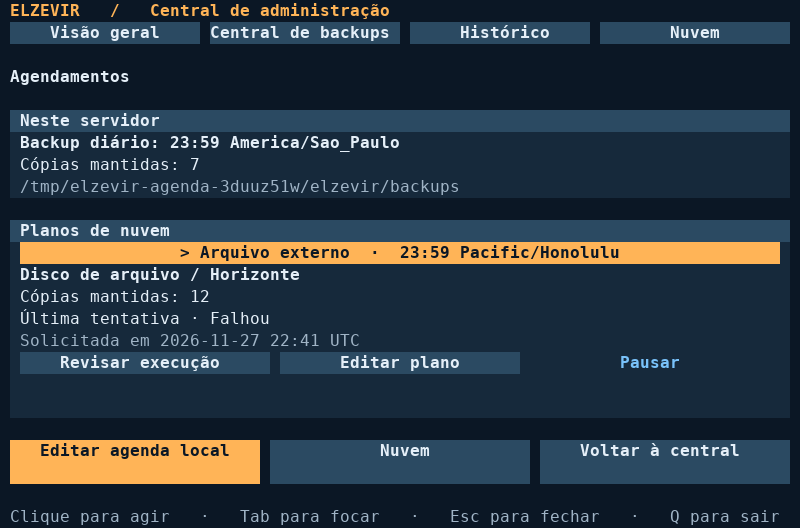 ELZEVIR / Central de administração
Visão geral Central de backups Histórico Nuvem
Agendamentos
Neste servidor
Backup diário: 23:59 America/Sao_Paulo
Cópias mantidas: 7
/tmp/elzevir-agenda-3duuz51w/elzevir/backups
Planos de nuvem
> Arquivo externo · 23:59 Pacific/Honolulu
Disco de arquivo / Horizonte
Cópias mantidas: 12
Última tentativa · Falhou
Solicitada em 2026-11-27 22:41 UTC
Revisar execução Editar plano Pausar
Editar agenda local Nuvem Voltar à central
Clique para agir · Tab para focar · Esc para fechar · Q para sair